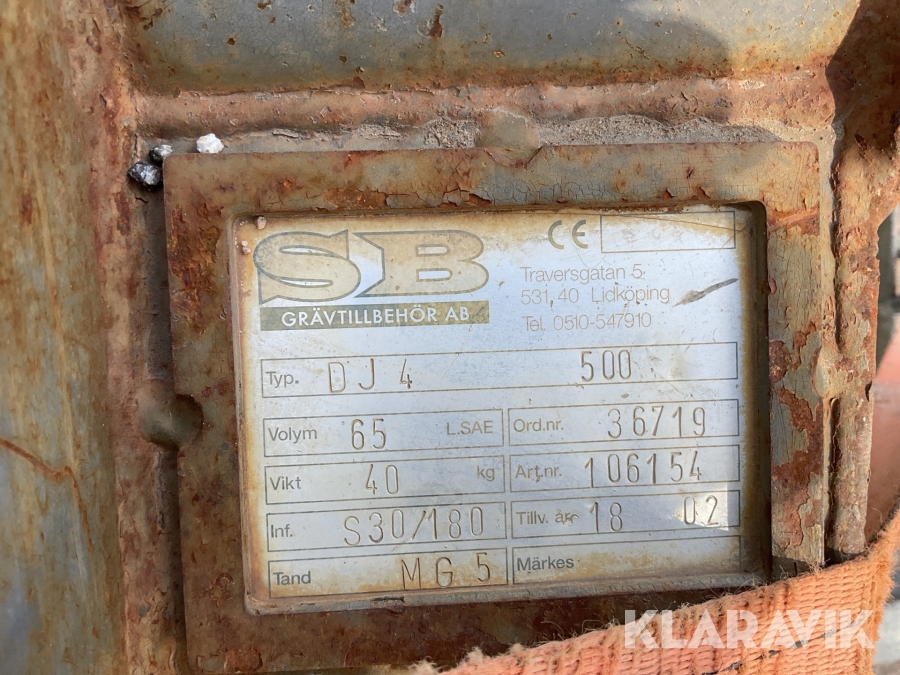 SB
GRÄVTILLBEHÖR AB
CE
Traversgatan 5
531 40 Lidköping
Tel. 0510-547910
Typ. DJ 4 500
Volym 65 L.SAE Ord.nr. 36719
Vikt 40 kg Art.nr. 106154
Inf. S30/180 Tillv. år 18 02
Tand MG5 Märkes
KLARAVIK